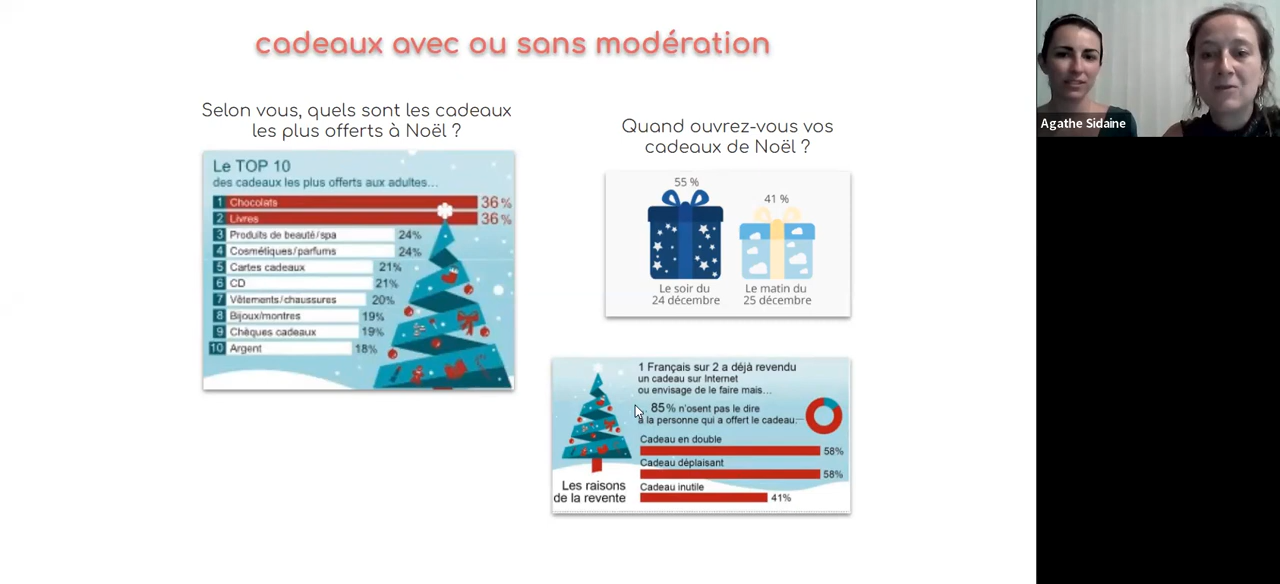 cadeaux avec ou sans modération
Selon vous, quels sont les cadeaux
les plus offerts à Noël ?
Le TOP 10
des cadeaux les plus offerts aux adultes...
1 Chocolats 36%
2 Livres 36%
3 Produits de beauté/spa 24%
4 Cosmétiques/parfums 24%
5 Cartes cadeaux 21%
6 CD 21%
7 Vêtements/chaussures 20%
8 Bijoux/montres 19%
9 Chèques cadeaux 19%
10 Argent 18%
Quand ouvrez-vous vos
cadeaux de Noël ?
55 %
41 %
Le soir du
24 décembre
Le matin du
25 décembre
1 Français sur 2 a déjà revendu
un cadeau sur Internet
ou envisage de le faire mais...
... 85% n'osent pas le dire
à la personne qui a offert le cadeau.
Cadeau en double
58%
Cadeau déplaisant
58%
Cadeau inutile
41%
Les raisons
de la revente
Agathe Sidaine